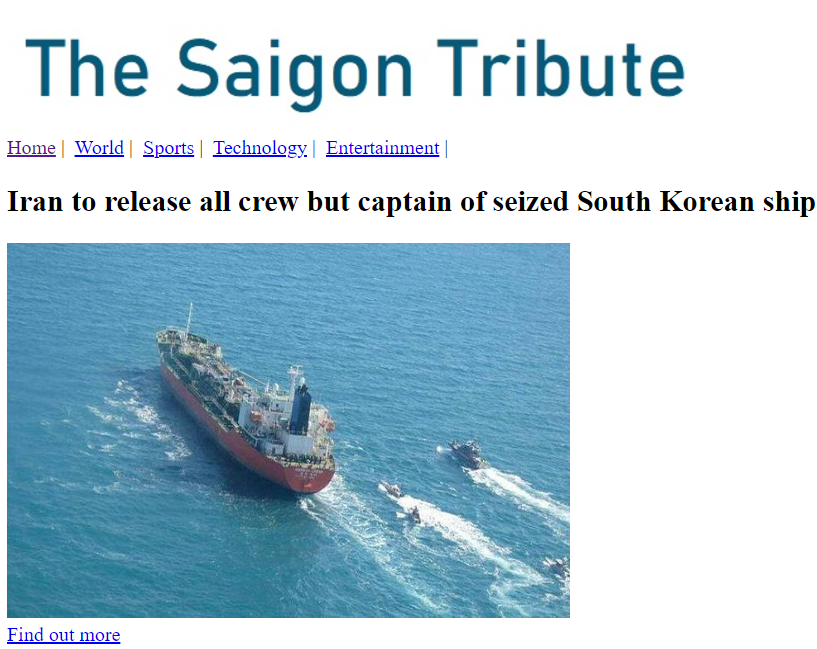 The Saigon Tribute
Home | World | Sports | Technology | Entertainment |
Iran to release all crew but captain of seized South Korean ship
Find out more